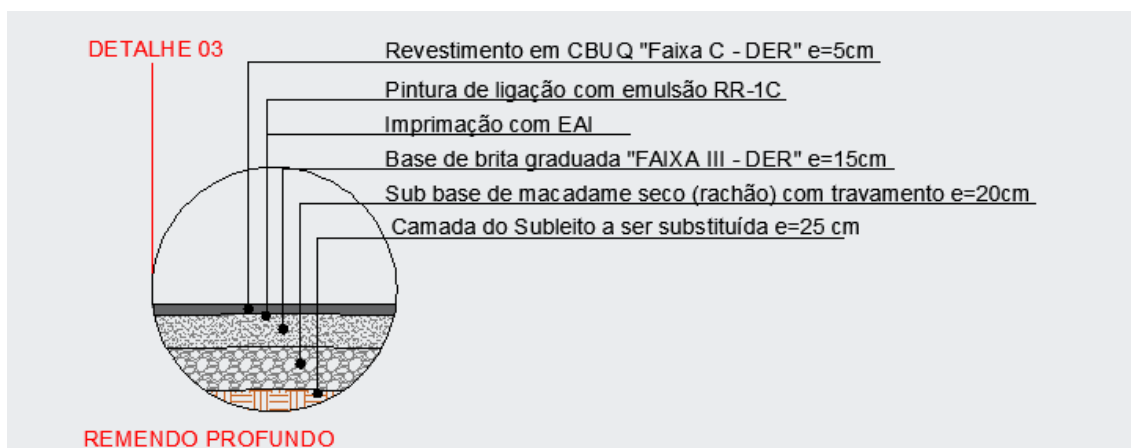 DETALHE 03
Revestimento em CBUQ "Faixa C - DER" e=5cm
Pintura de ligação com emulsão RR-1C
Imprimação com EAI
Base de brita graduada "FAIXA III - DER" e=15cm
Sub base de macadame seco (rachão) com travamento e=20cm
Camada do Subleito a ser substituída e=25 cm
REMENDO PROFUNDO